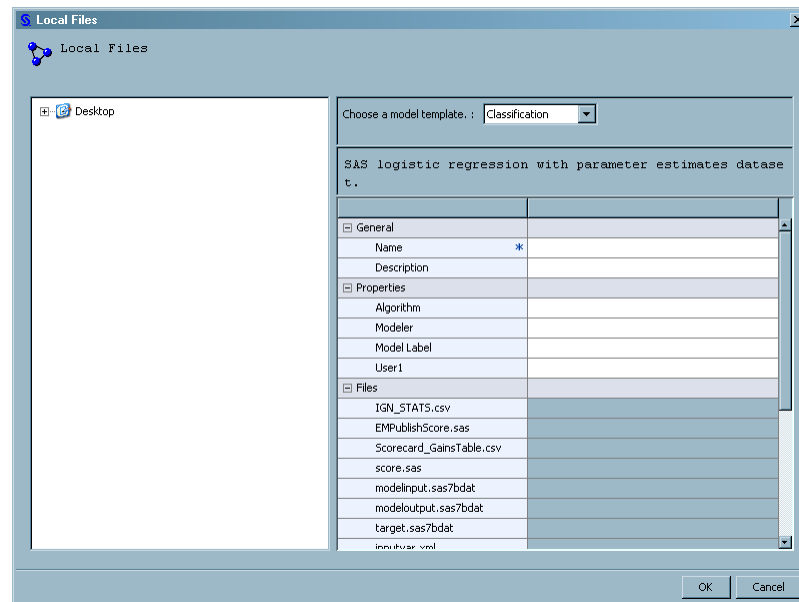 Local Files
Local Files
Desktop
Choose a model template. : Classification
SAS logistic regression with parameter estimates datase
t.
General
Name *
Description
Properties
Algorithm
Modeler
Model Label
User1
Files
IGN_STATS.csv
EMPublishScore.sas
Scorecard_GainsTable.csv
score.sas
modelinput.sas7bdat
modeloutput.sas7bdat
target.sas7bdat
inputvar.xml
OK Cancel